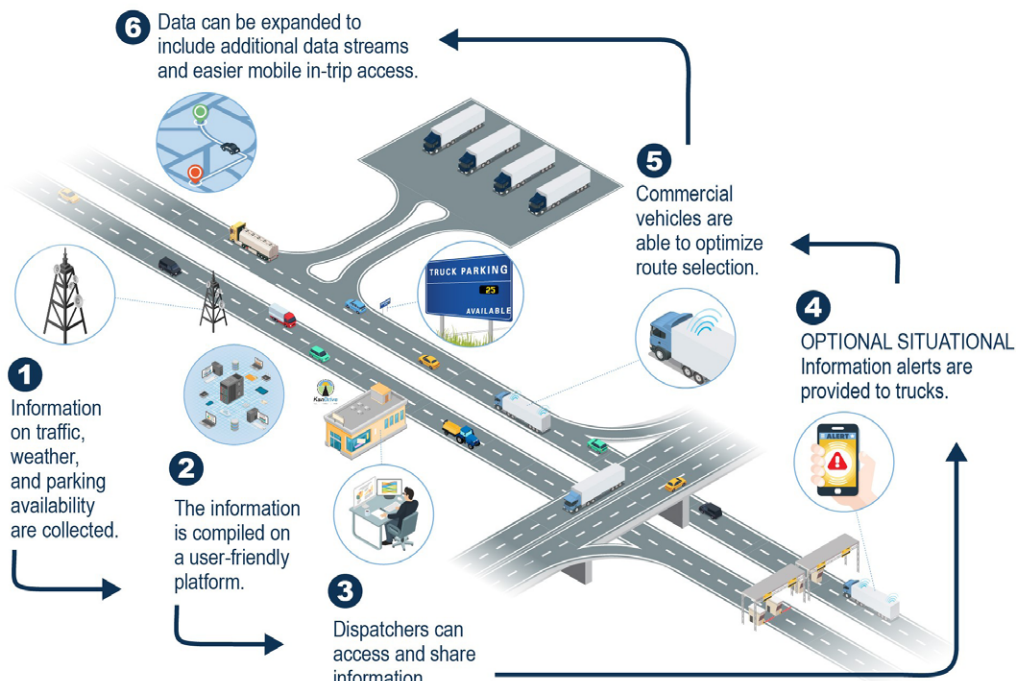 6 Data can be expanded to
include additional data streams
and easier mobile in-trip access.
5
Commercial
vehicles are
able to optimize
route selection.
TRUCK PARKING
25
AVAILABLE
4
OPTIONAL SITUATIONAL
Information alerts are
provided to trucks.
ALERT
1
Information
on traffic,
weather,
and parking
availability
are collected.
KanDrive
2
The information
is compiled on
a user-friendly
platform.
3
Dispatchers can
access and share
information